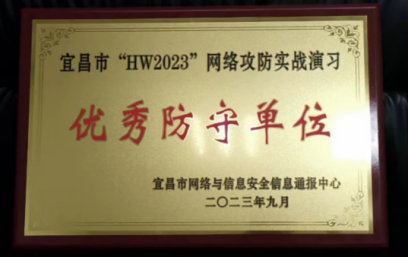 宜昌市“HW2023”网络攻防实战演习
优秀防守单位
宜昌市网络与信息安全信息通报中心
二〇二三年九月